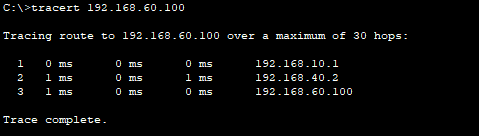 C:\>tracert 192.168.60.100
Tracing route to 192.168.60.100 over a maximum of 30 hops:
1 0 ms 0 ms 0 ms 192.168.10.1
2 1 ms 0 ms 1 ms 192.168.40.2
3 1 ms 0 ms 0 ms 192.168.60.100
Trace complete.